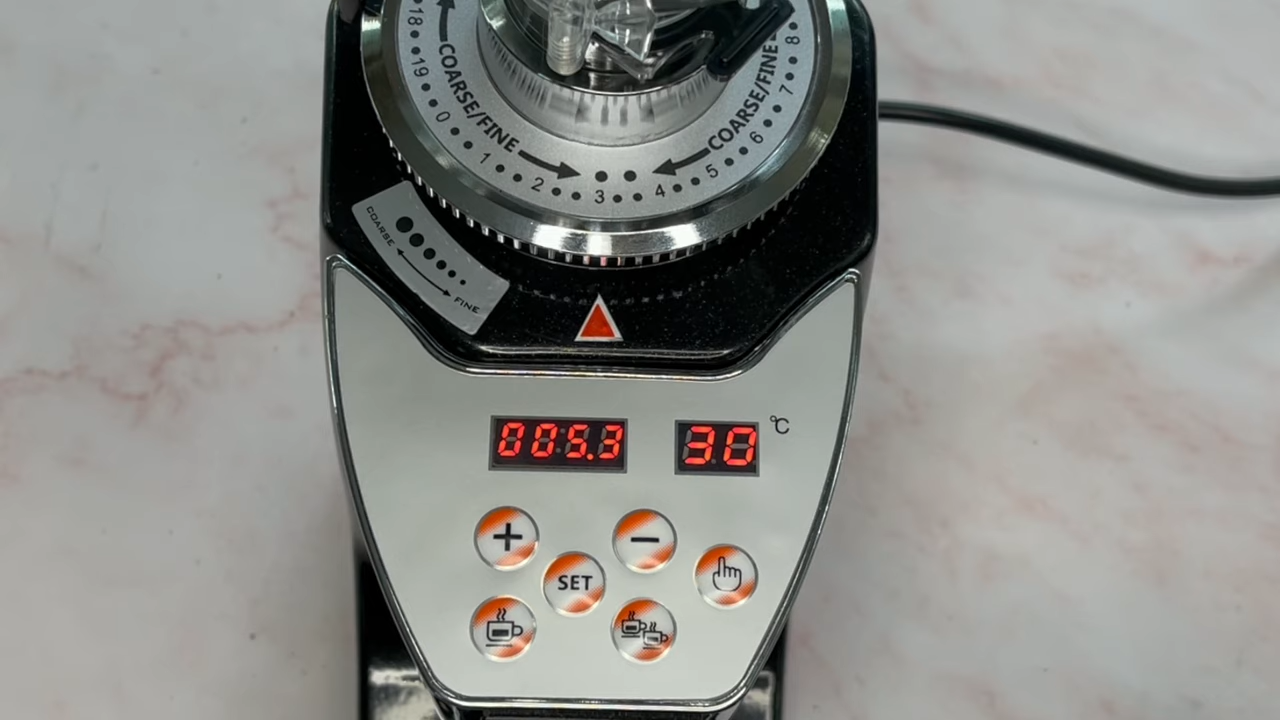 18 19 0 1 2 3 4 5 6 7 8
COARSE/FINE
COARSE/FINE
COARSE
FINE
005.3
30
°C
+
−
SET